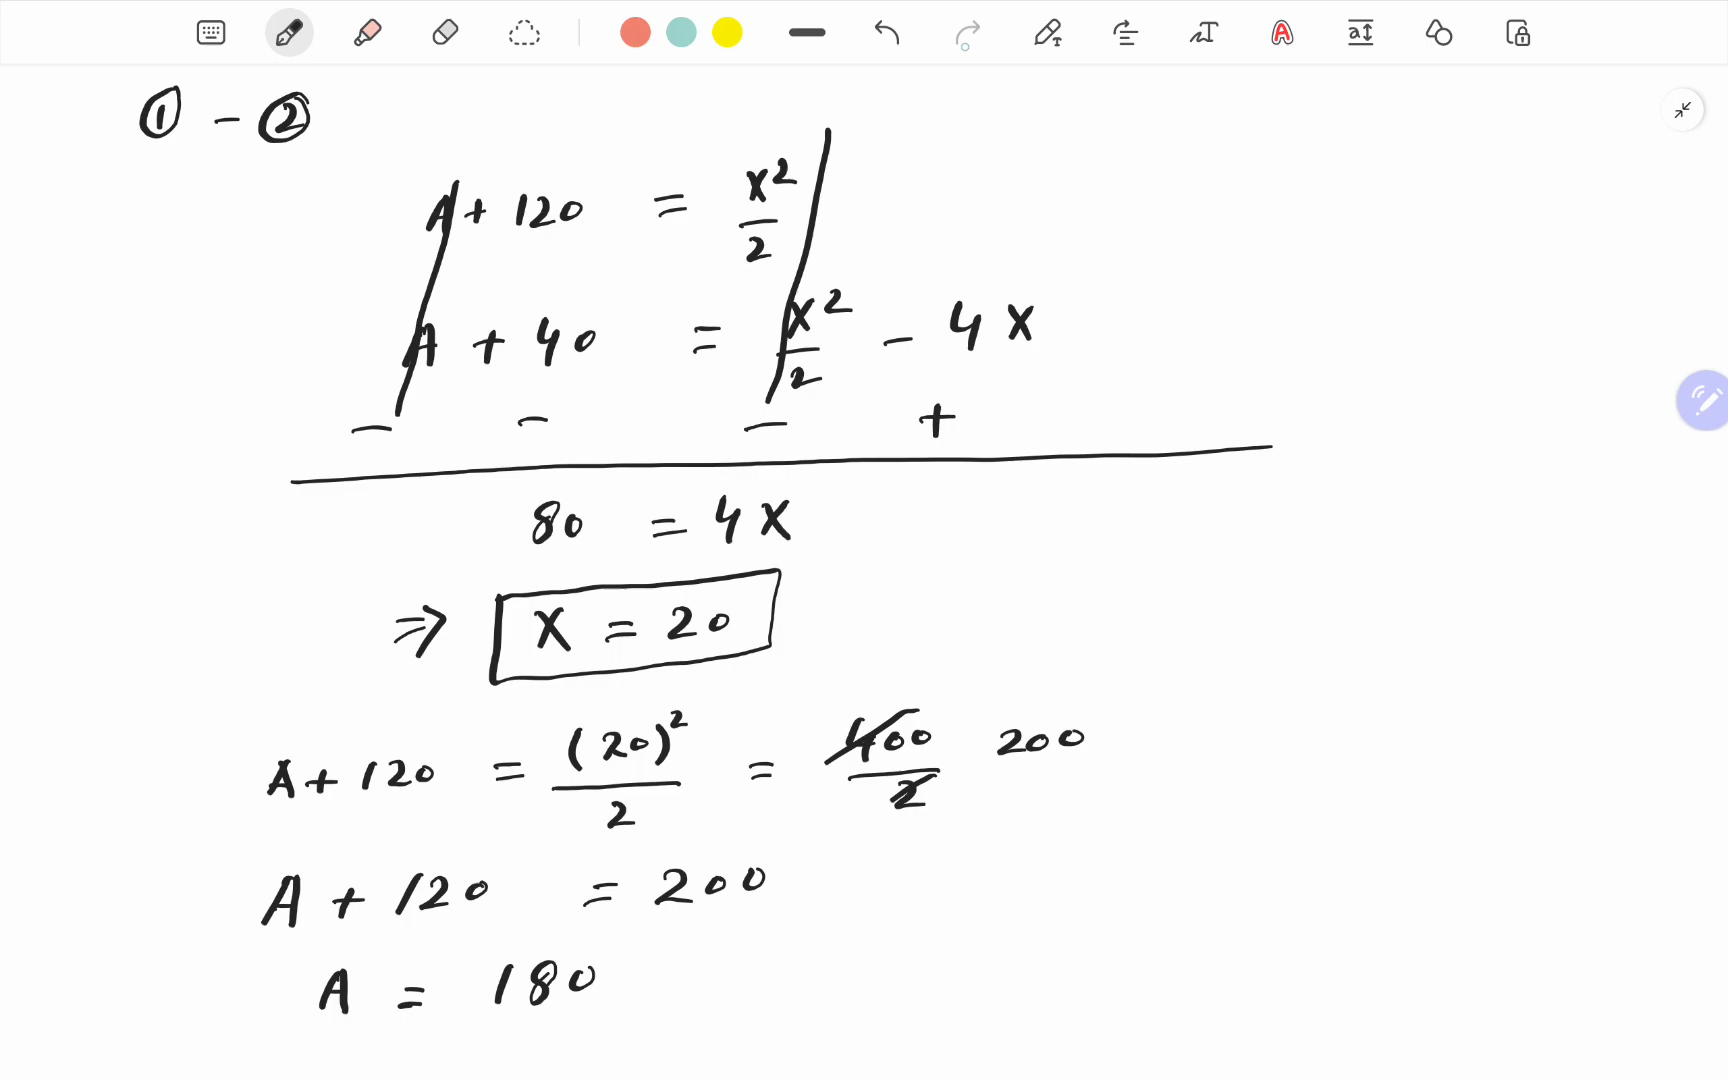 ① - ②
A + 120 = x²/2
A + 40 = x²/2 - 4x
- - - +
80 = 4x
⇒ x = 20
A + 120 = (20)²/2 = 400/2 200
A + 120 = 200
A = 180